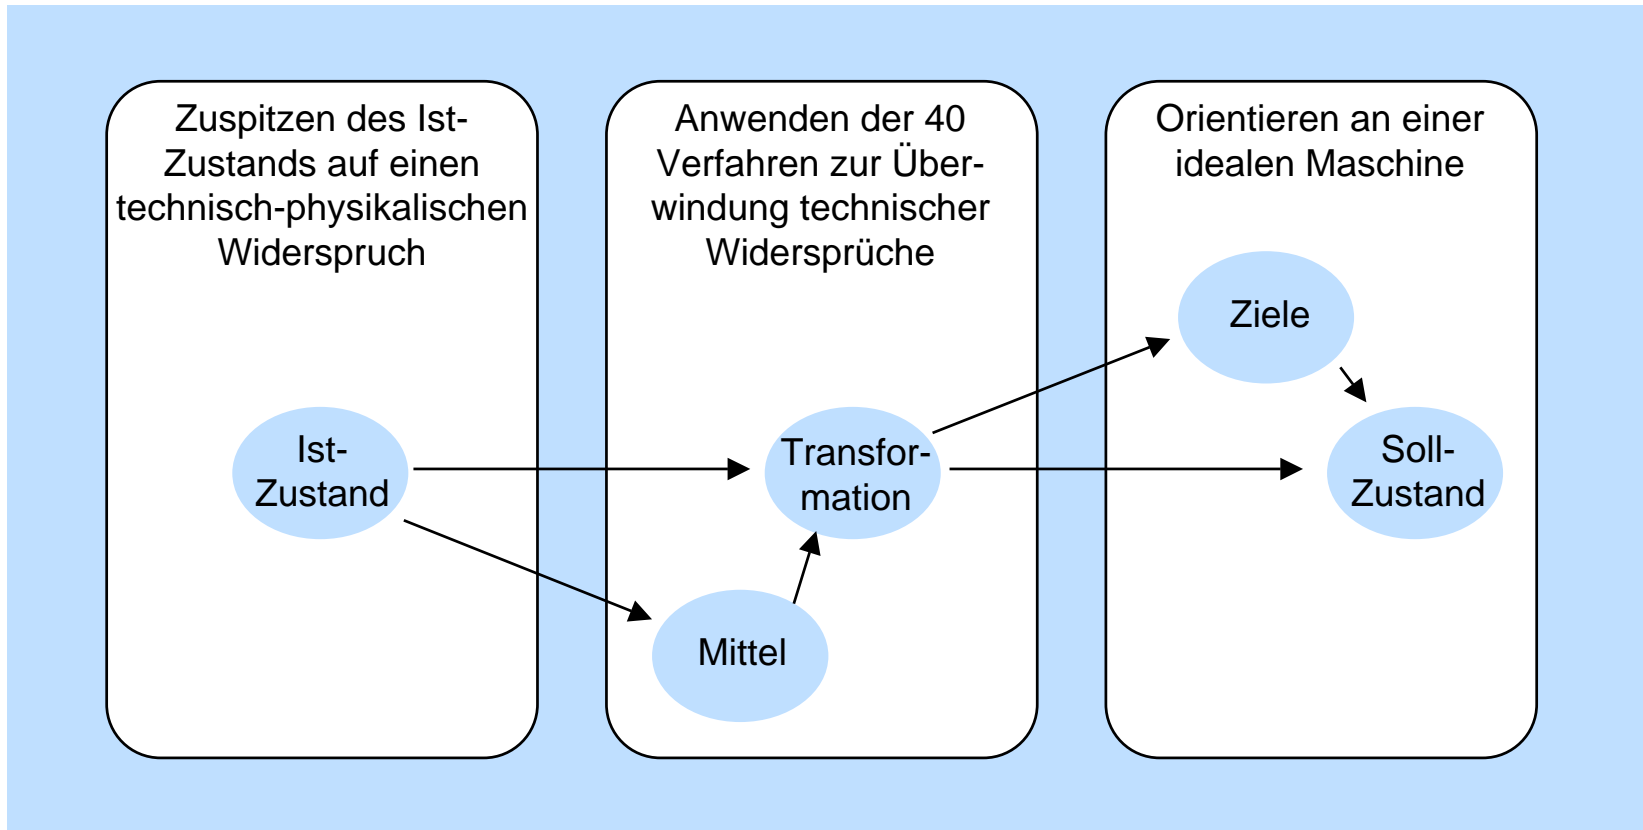 Zuspitzen des Ist-
Zustands auf einen
technisch-physikalischen
Widerspruch
Ist-
Zustand
Anwenden der 40
Verfahren zur Über-
windung technischer
Widersprüche
Transfor-
mation
Mittel
Orientieren an einer
idealen Maschine
Ziele
Soll-
Zustand